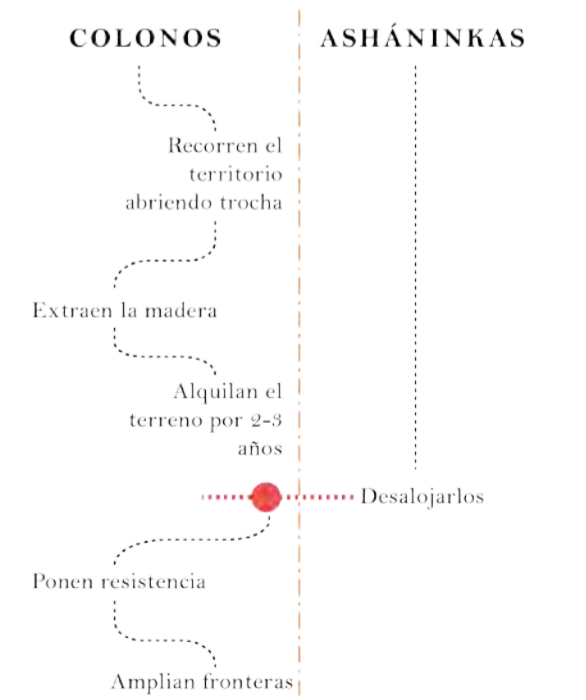 COLONOS
ASHÁNINKAS
Recorren el
territorio
abriendo trocha
Extraen la madera
Alquilan el
terreno por 2-3
años
Desalojarlos
Ponen resistencia
Amplian fronteras